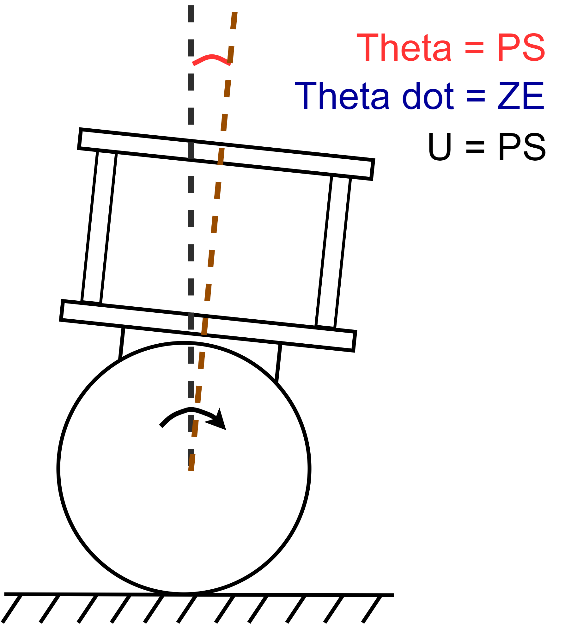 Theta = PS
Theta dot = ZE
U = PS